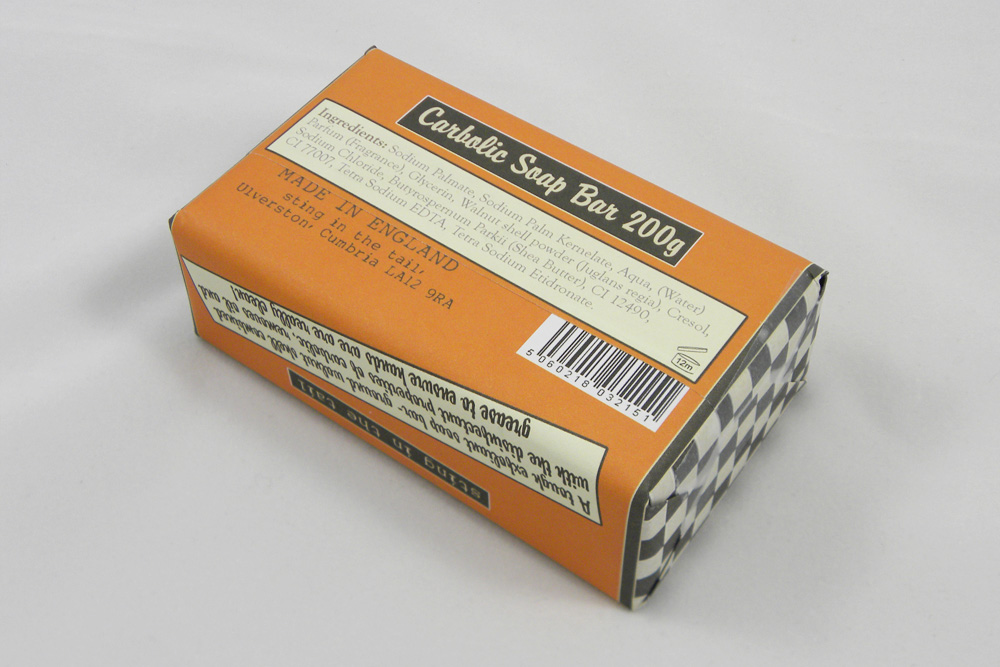 Carbolic Soap Bar 200g
Ingredients: Sodium Palmate, Sodium Palm Kernelate, Aqua, (Water)
Parfum (Fragrance), Glycerin, Walnut shell powder (Juglans regia), Cresol,
Sodium Chloride, Butyrospermum Parkii (Shea Butter), CI 12490,
CI 77007, Tetra Sodium EDTA, Tetra Sodium Etidronate.
12m
MADE IN ENGLAND
sting in the tail,
Ulverston, Cumbria LA12 9RA
5 060218 032151
A tough exfoliant soap bar. ground walnut shell combined
with the disinfectant properties of carbolic, removes oil and
grease to ensure hands are really clean!
sting in the tail